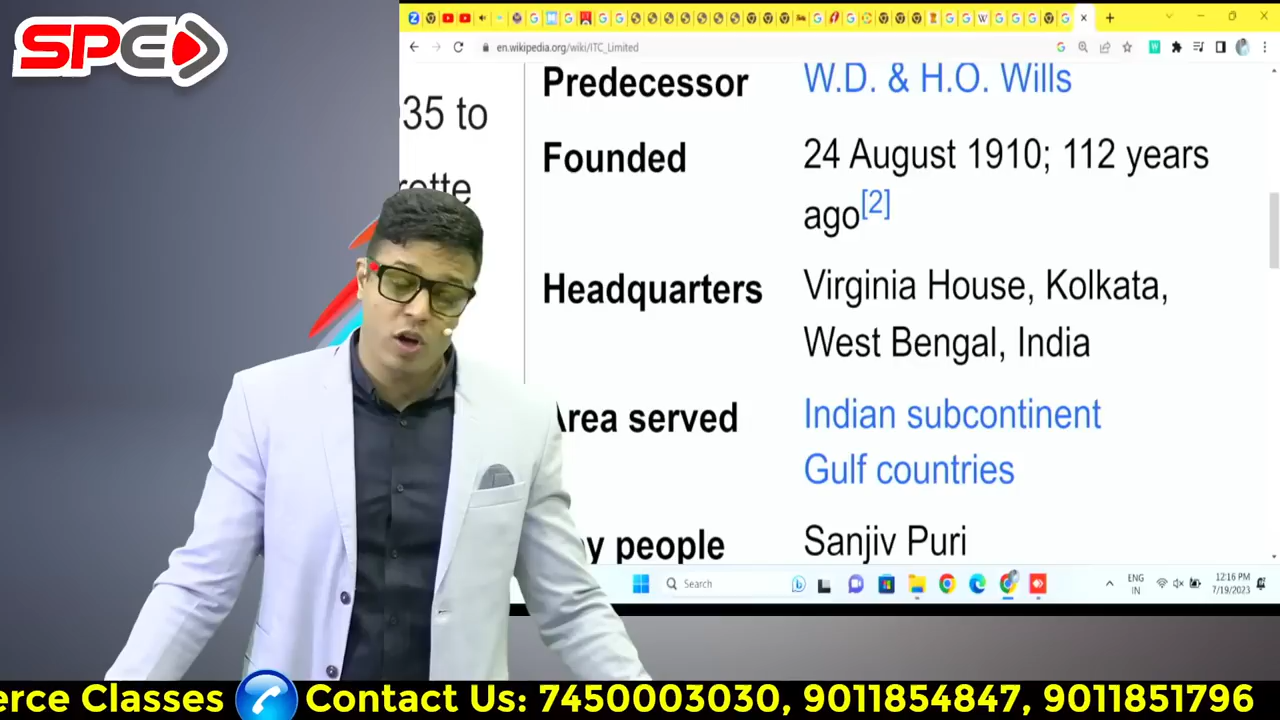 SPC
en.wikipedia.org/wiki/ITC_Limited
Predecessor W.D. & H.O. Wills
35 to
Founded 24 August 1910; 112 years
ago[2]
Headquarters Virginia House, Kolkata,
West Bengal, India
Area served Indian subcontinent
Gulf countries
people Sanjiv Puri
Search
ENG
IN
12:16 PM
7/19/2023
erce Classes Contact Us: 7450003030, 9011854847, 9011851796